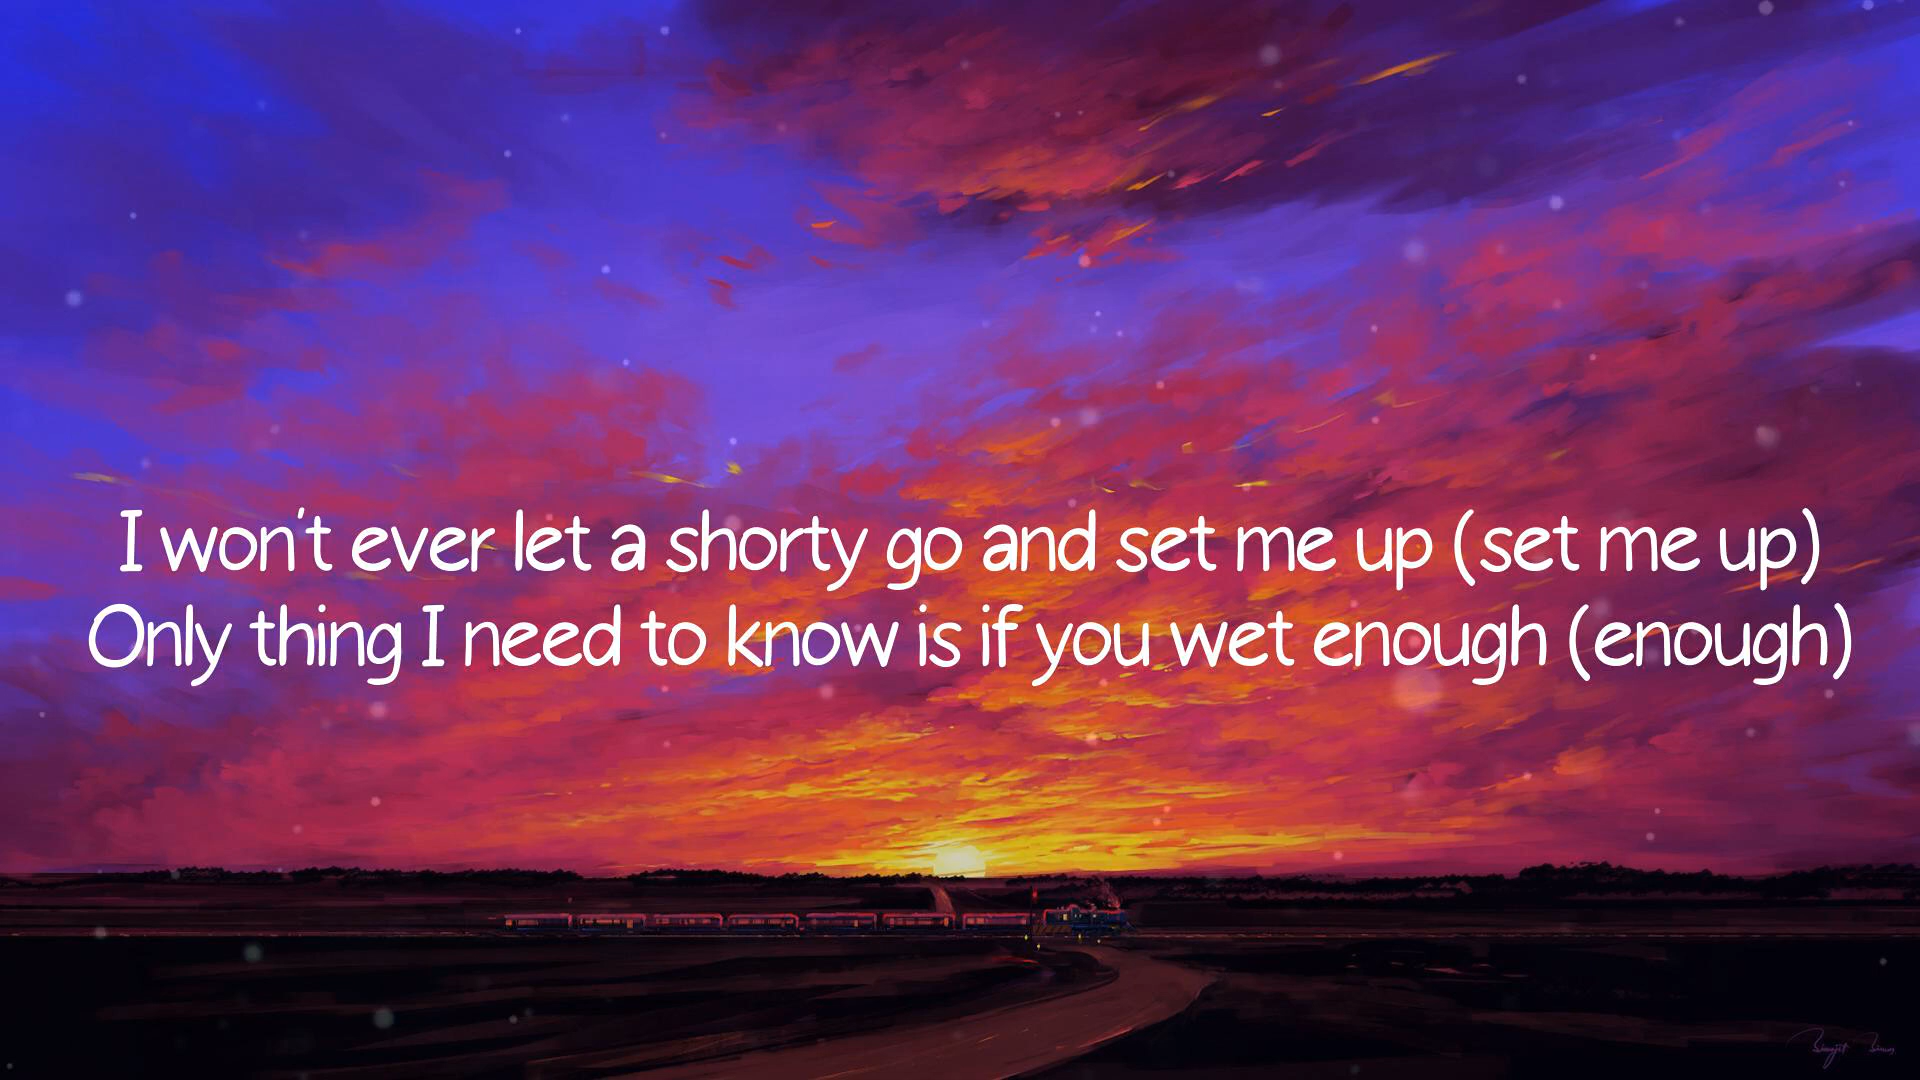 I won't ever let a shorty go and set me up (set me up)
Only thing I need to know is if you wet enough (enough)